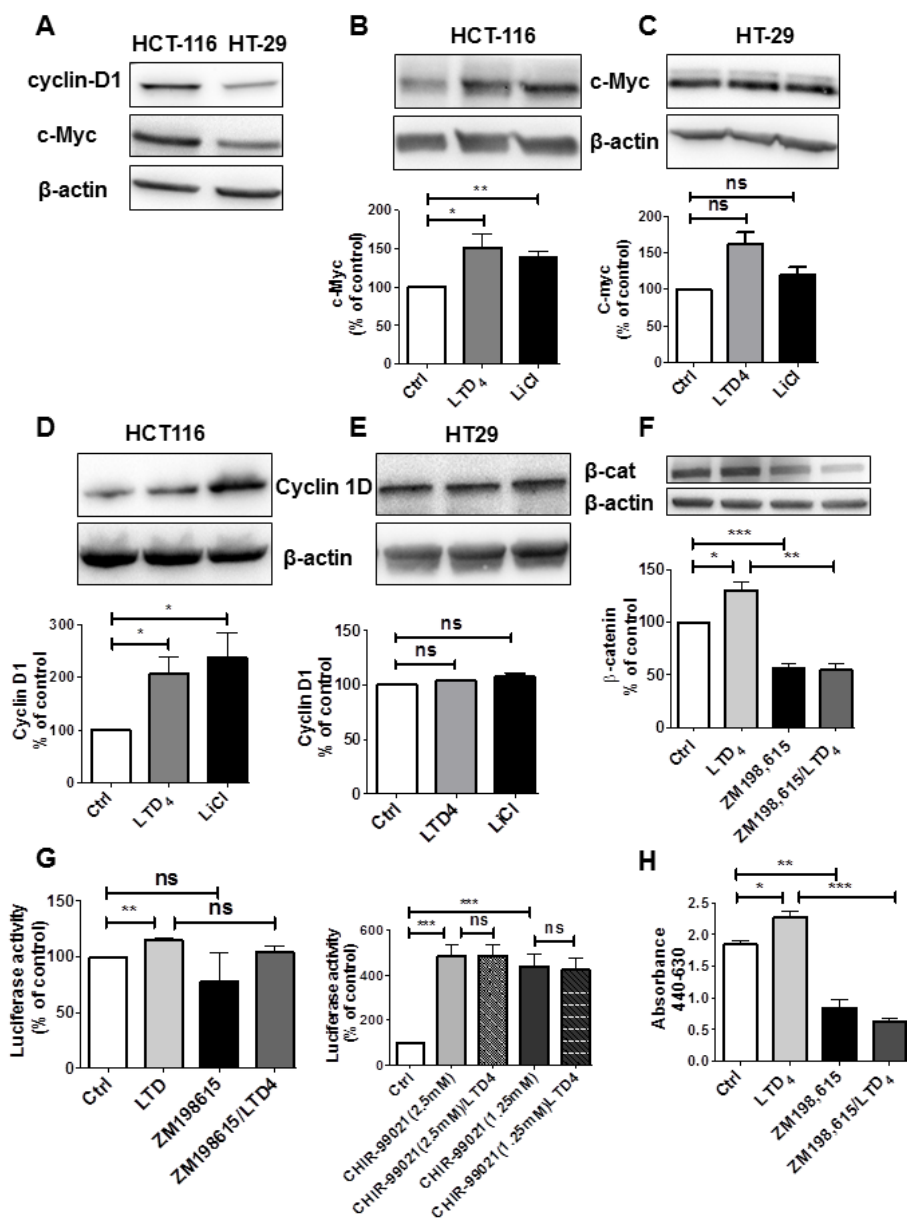 A
HCT-116 HT-29
cyclin-D1
c-Myc
β-actin
B
HCT-116
c-Myc
β-actin
**
*
c-Myc
(% of control)
200
150
100
50
0
Ctrl
LTD4
LiCl
C
HT-29
ns
ns
C-myc
(% of control)
200
150
100
50
0
Ctrl
LTD4
LiCl
D
HCT116
Cyclin 1D
β-actin
*
*
Cyclin D1
% of control
300
200
100
0
Ctrl
LTD4
LiCl
E
HT29
ns
ns
Cyclin D1
% of control
150
100
50
0
Ctrl
LTD4
LiCl
F
β-cat
β-actin
***
*
**
β-catenin
% of control
150
100
50
0
Ctrl
LTD4
ZM198,615
ZM198,615/LTD4
G
ns
**
ns
Luciferase activity
(% of control)
150
100
50
0
Ctrl
LTD
ZM198615
ZM198615/LTD4
***
***
ns
ns
Luciferase activity
(% of control)
600
400
200
0
Ctrl
CHIR-99021(2,5mM)
CHIR-99021(2,5mM)/LTD4
CHIR-99021(1.25mM)
CHIR-99021(1.25mM)LTD4
H
**
*
***
Absorbance
440-630
2.5
2.0
1.5
1.0
0.5
0.0
Ctrl
LTD4
ZM198,615
ZM198,615/LTD4